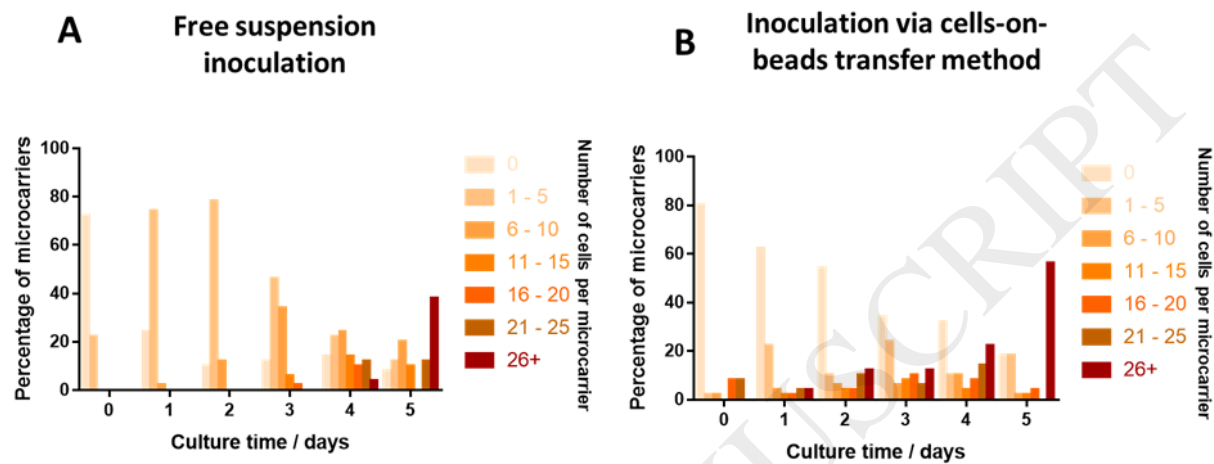 A
Free suspension
inoculation
Percentage of microcarriers
100
80
60
40
20
0
0 1 2 3 4 5
Culture time / days
0
1 - 5
6 - 10
11 - 15
16 - 20
21 - 25
26+
Number of cells per microcarrier
B
Inoculation via cells-on-
beads transfer method
Percentage of microcarriers
100
80
60
40
20
0
0 1 2 3 4 5
Culture time / days
0
1 - 5
6 - 10
11 - 15
16 - 20
21 - 25
26+
Number of cells per microcarrier
USCRIPT